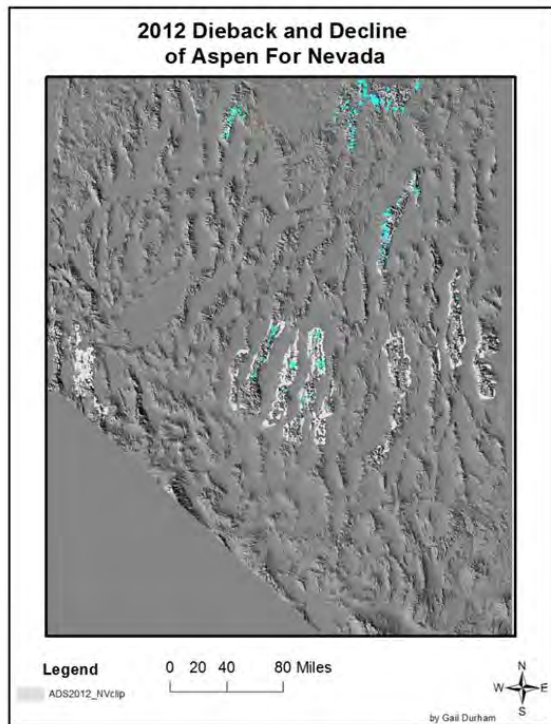 2012 Dieback and Decline
of Aspen For Nevada
Legend
ADS2012_NVclip
0 20 40 80 Miles
N
W E
S
by Gail Durham